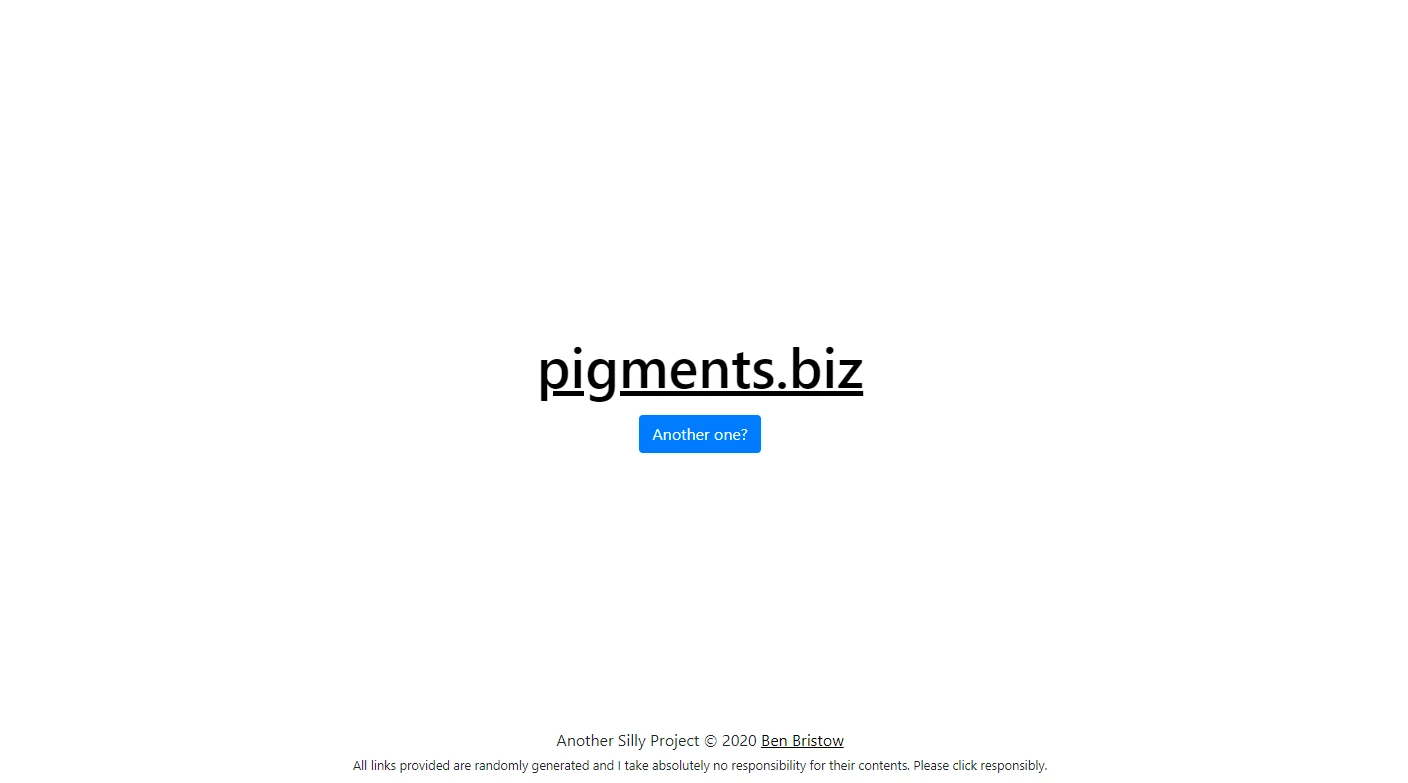 pigments.biz
Another one?
Another Silly Project © 2020 Ben Bristow
All links provided are randomly generated and I take absolutely no responsibility for their contents. Please click responsibly.